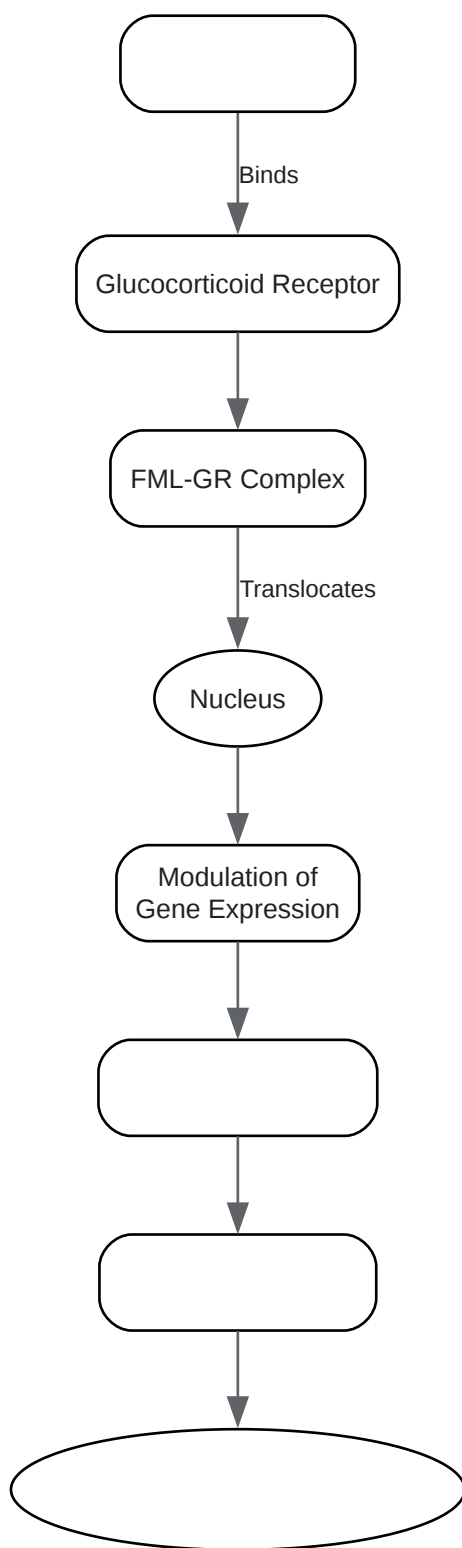 Binds
Glucocorticoid Receptor
FML-GR Complex
Translocates
Nucleus
Modulation of
Gene Expression